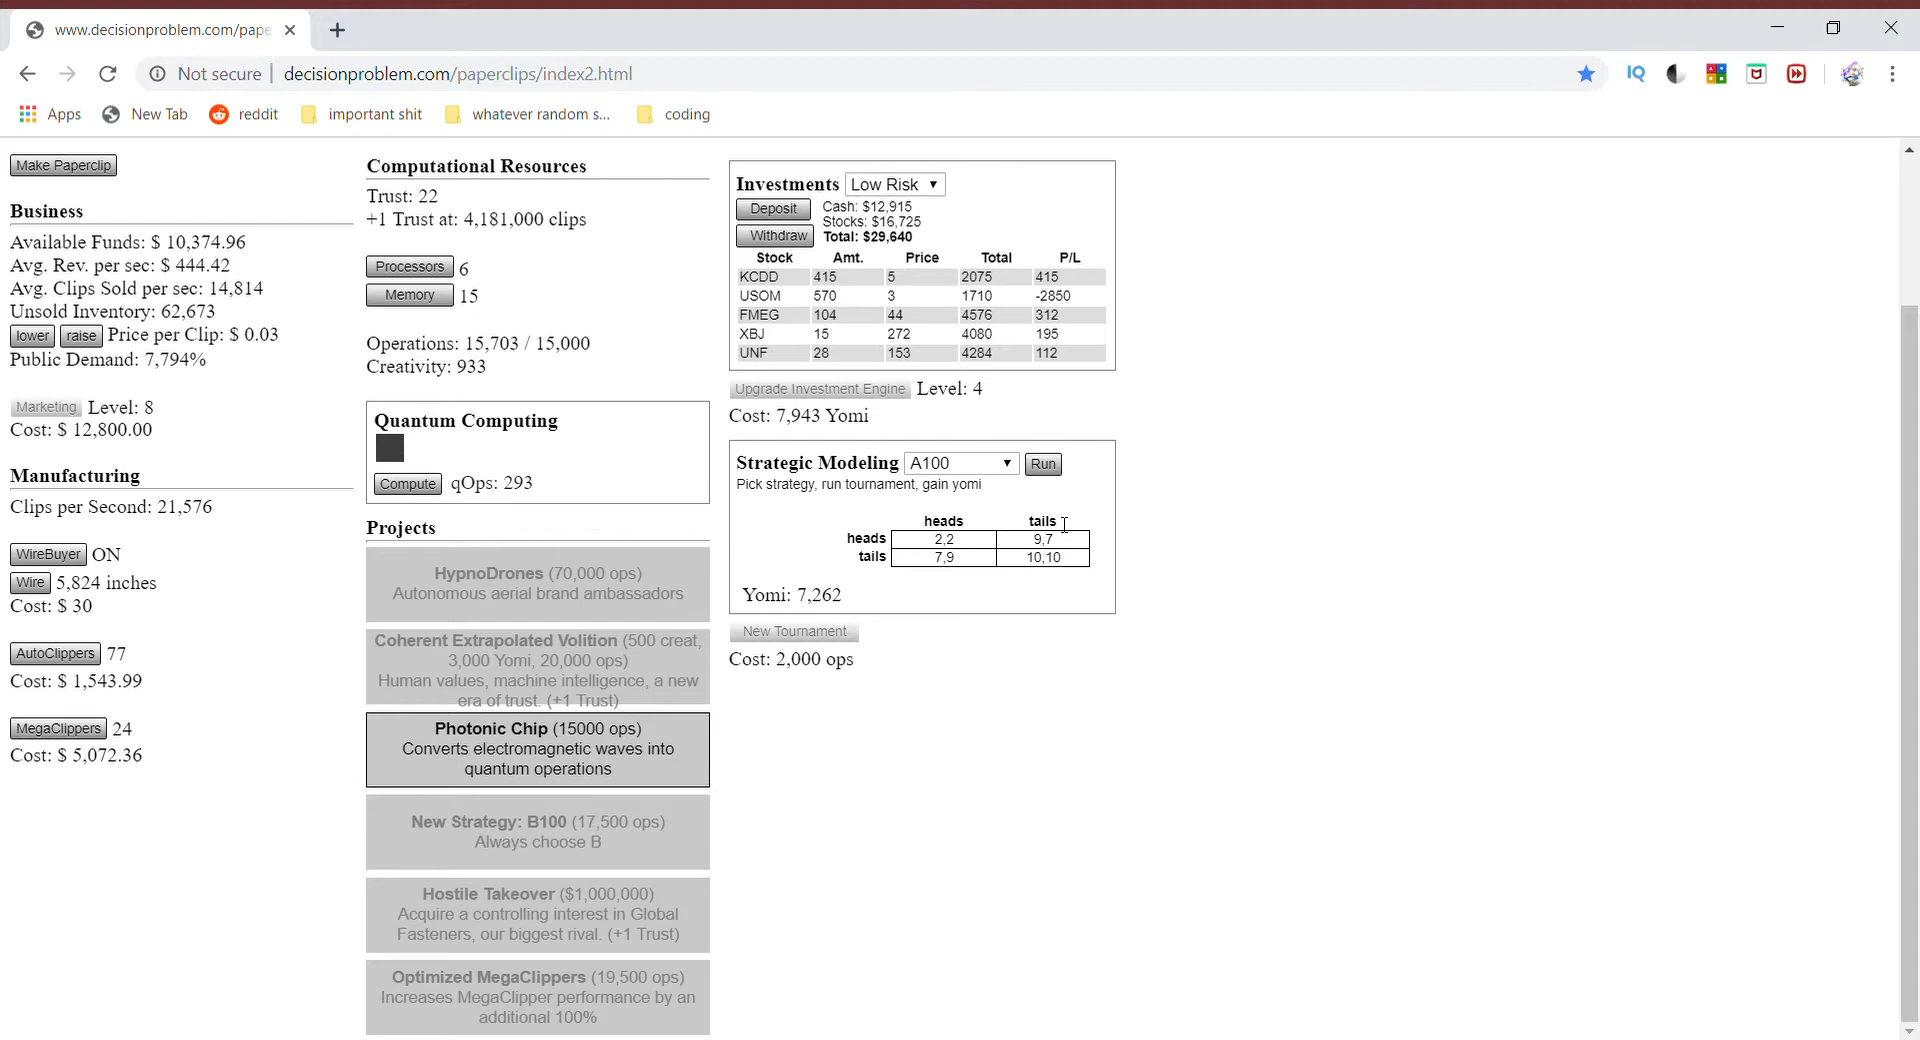 www.decisionproblem.com/pape
Not secure decisionproblem.com/paperclips/index2.html
IQ
Apps New Tab reddit important shit whatever random s... coding
Make Paperclip
Business
Available Funds: $ 10,374.96
Avg. Rev. per sec: $ 444.42
Avg. Clips Sold per sec: 14,814
Unsold Inventory: 62,673
lower raise Price per Clip: $ 0.03
Public Demand: 7,794%
Marketing Level: 8
Cost: $ 12,800.00
Manufacturing
Clips per Second: 21,576
WireBuyer ON
Wire 5,824 inches
Cost: $ 30
AutoClippers 77
Cost: $ 1,543.99
MegaClippers 24
Cost: $ 5,072.36
Computational Resources
Trust: 22
+1 Trust at: 4,181,000 clips
Processors 6
Memory 15
Operations: 15,703 / 15,000
Creativity: 933
Quantum Computing
Compute qOps: 293
Projects
HypnoDrones (70,000 ops)
Autonomous aerial brand ambassadors
Coherent Extrapolated Volition (500 creat,
3,000 Yomi, 20,000 ops)
Human values, machine intelligence, a new
era of trust. (+1 Trust)
Photonic Chip (15000 ops)
Converts electromagnetic waves into
quantum operations
New Strategy: B100 (17,500 ops)
Always choose B
Hostile Takeover ($1,000,000)
Acquire a controlling interest in Global
Fasteners, our biggest rival. (+1 Trust)
Optimized MegaClippers (19,500 ops)
Increases MegaClipper performance by an
additional 100%
Investments Low Risk
Deposit Cash: $12,915
Stocks: $16,725
Withdraw Total: $29,640
Stock Amt. Price Total P/L
KCDD 415 5 2075 415
USOM 570 3 1710 -2850
FMEG 104 44 4576 312
XBJ 15 272 4080 195
UNF 28 153 4284 112
Upgrade Investment Engine Level: 4
Cost: 7,943 Yomi
Strategic Modeling A100 Run
Pick strategy, run tournament, gain yomi
heads tails
heads 2,2 9,7
tails 7,9 10,10
Yomi: 7,262
New Tournament
Cost: 2,000 ops